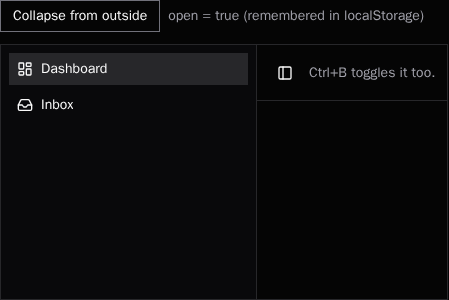 Collapse from outside
open = true (remembered in localStorage)
Dashboard
Ctrl+B toggles it too.
Inbox